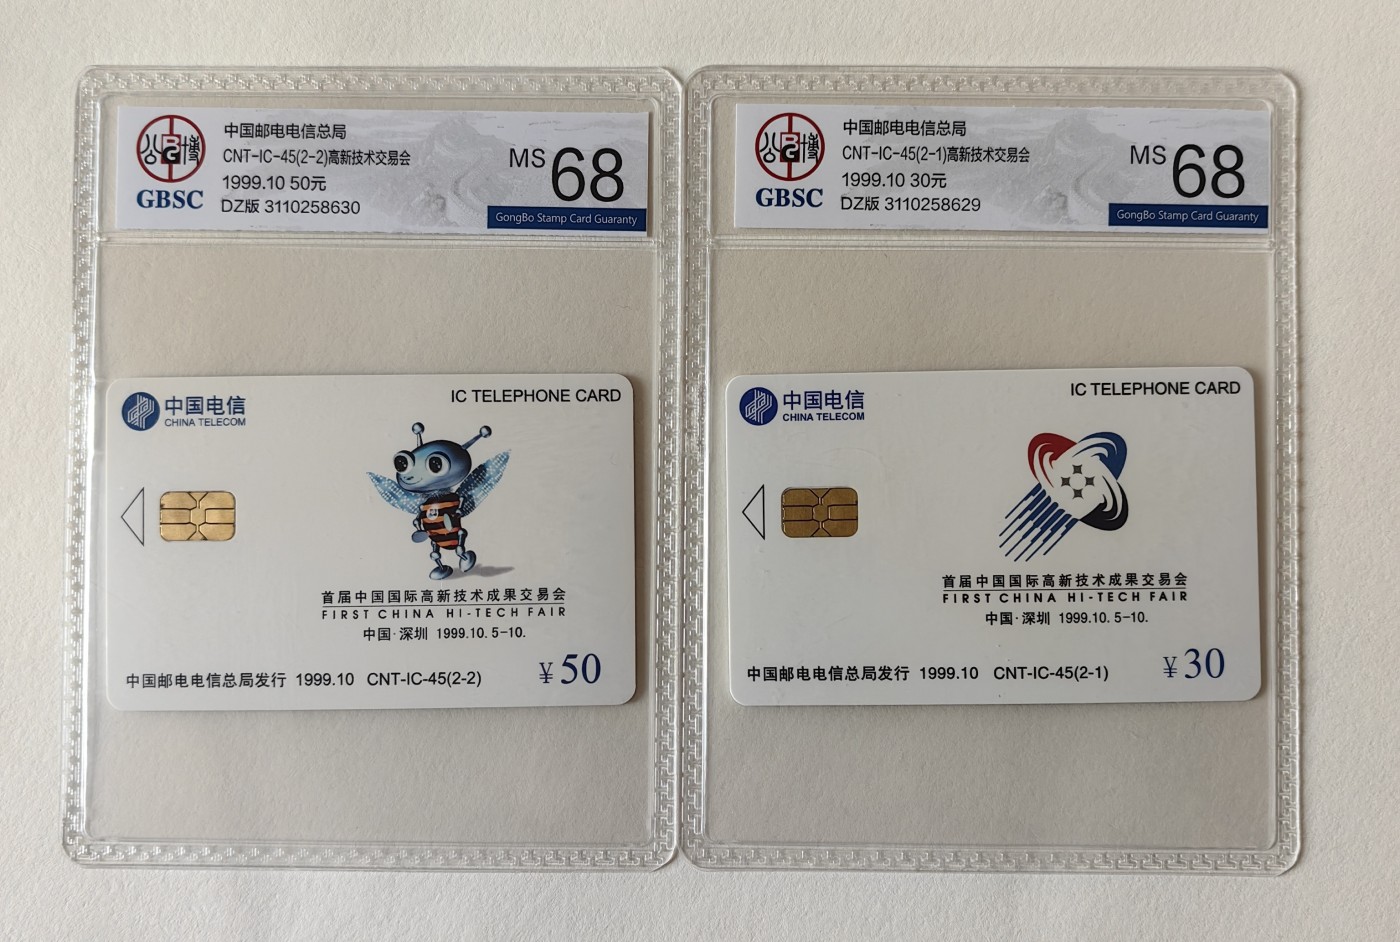 中国邮电电信总局
CNT-IC-45(2-2)高新技术交易会
1999.10 50元
DZ版 3110258630
MS 68
GBSC
GongBo Stamp Card Guaranty
中国电信
CHINA TELECOM
IC TELEPHONE CARD
首届中国国际高新技术成果交易会
FIRST CHINA HI-TECH FAIR
中国·深圳 1999.10.5-10.
中国邮电电信总局发行 1999.10 CNT-IC-45(2-2)
¥50
中国邮电电信总局
CNT-IC-45(2-1)高新技术交易会
1999.10 30元
DZ版 3110258629
MS 68
GBSC
GongBo Stamp Card Guaranty
中国电信
CHINA TELECOM
IC TELEPHONE CARD
首届中国国际高新技术成果交易会
FIRST CHINA HI-TECH FAIR
中国·深圳 1999.10.5-10.
中国邮电电信总局发行 1999.10 CNT-IC-45(2-1)
¥30